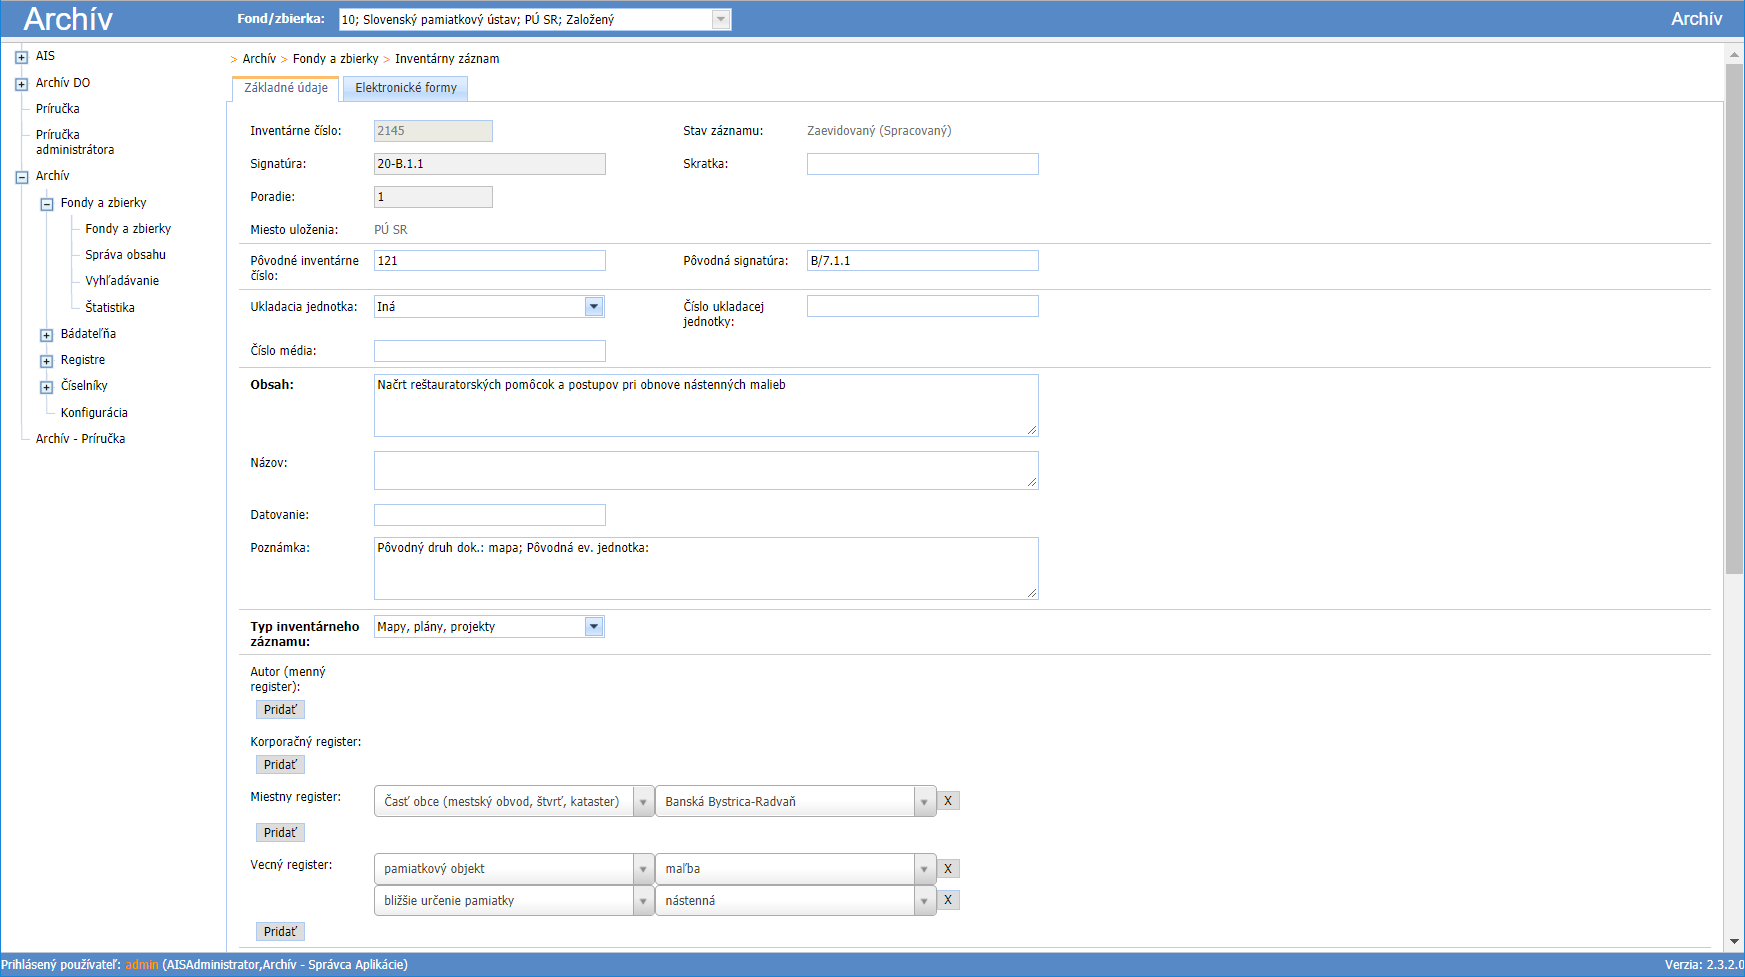 Archív
Fond/zbierka: 10; Slovenský pamiatkový ústav; PÚ SR; Založený
Archív
AIS
Archív DO
Príručka
Príručka
administrátora
Archív
Fondy a zbierky
Fondy a zbierky
Správa obsahu
Vyhľadávanie
Štatistika
Bádateľňa
Registre
Číselníky
Konfigurácia
Archív - Príručka
> Archív > Fondy a zbierky > Inventárny záznam
Základné údaje Elektronické formy
Inventárne číslo: 2145 Stav záznamu: Zaevidovaný (Spracovaný)
Signatúra: 20-B.1.1 Skratka:
Poradie: 1
Miesto uloženia: PÚ SR
Pôvodné inventárne
číslo: 121 Pôvodná signatúra: B/7.1.1
Ukladacia jednotka: Iná Číslo ukladacej
jednotky:
Číslo média:
Obsah: Načrt reštauratorských pomôcok a postupov pri obnove nástenných malieb
Názov:
Datovanie:
Poznámka: Pôvodný druh dok.: mapa; Pôvodná ev. jednotka:
Typ inventárneho
záznamu: Mapy, plány, projekty
Autor (menný
register):
Pridať
Korporačný register:
Pridať
Miestny register: Časť obce (mestský obvod, štvrť, kataster) Banská Bystrica-Radvaň X
Pridať
Vecný register: pamiatkový objekt maľba X
bližšie určenie pamiatky nástenná X
Pridať
Prihlásený používateľ: admin (AISAdministrator,Archív - Správca Aplikácie) Verzia: 2.3.2.0